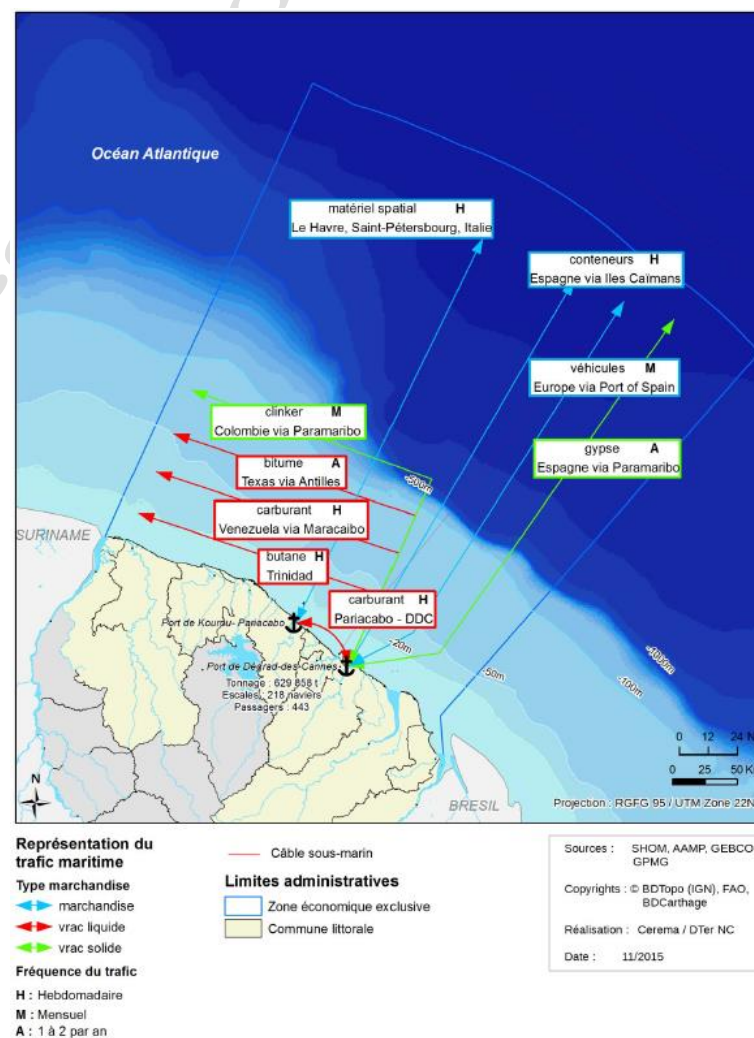 Océan Atlantique
matériel spatial H
Le Havre, Saint-Pétersbourg, Italie
conteneurs H
Espagne via Iles Caïmans
véhicules M
Europe via Port of Spain
clinker M
Colombie via Paramaribo
gypse A
Espagne via Paramaribo
bitume A
Texas via Antilles
-500m
carburant H
Venezuela via Maracaibo
SURINAME
butane H
Trinidad
carburant H
Pariacabo - DDC
Port de Kourou- Pariacabo
-20m
-50m
-100m
-1000m
Port de Dégrad-des-Cannes
Tonnage : 629 858 t
Escales : 218 naviers
Passagers : 443
0 12 24 N
0 25 50 K
N
BRESIL
Projection : RGFG 95 / UTM Zone 22N
Représentation du
trafic maritime
Type marchandise
marchandise
vrac liquide
vrac solide
Fréquence du trafic
H : Hebdomadaire
M : Mensuel
A : 1 à 2 par an
Câble sous-marin
Limites administratives
Zone économique exclusive
Commune littorale
Sources : SHOM, AAMP, GEBCO
GPMG
Copyrights : © BDTopo (IGN), FAO,
BDCarthage
Réalisation : Cerema / DTer NC
Date : 11/2015